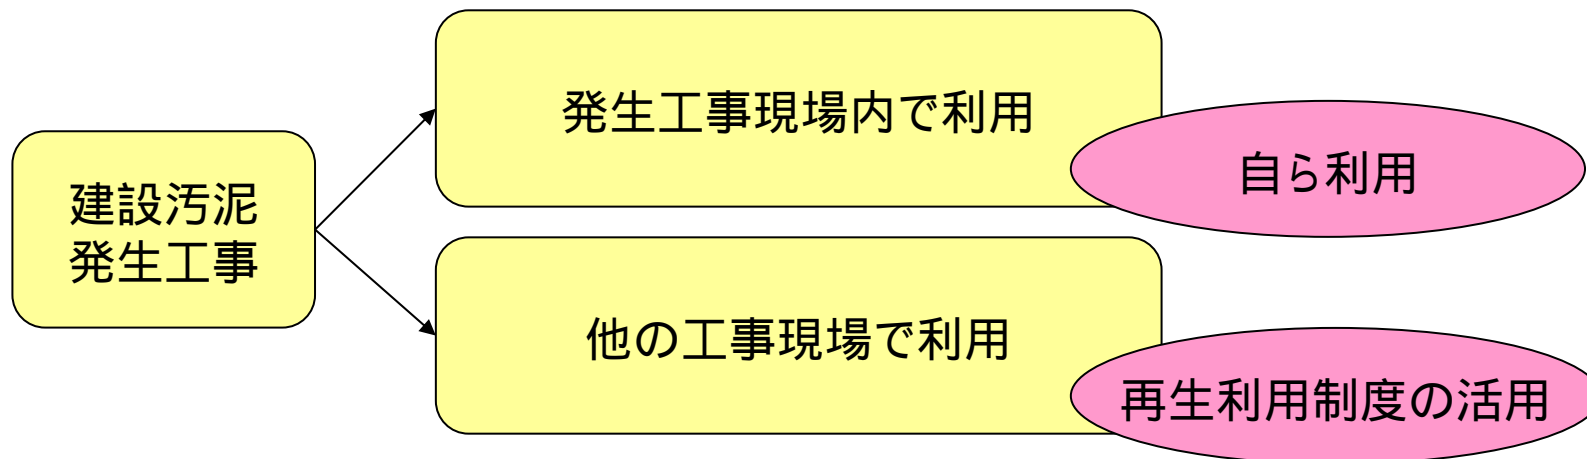 建設汚泥
発生工事
発生工事現場内で利用
自ら利用
他の工事現場で利用
再生利用制度の活用